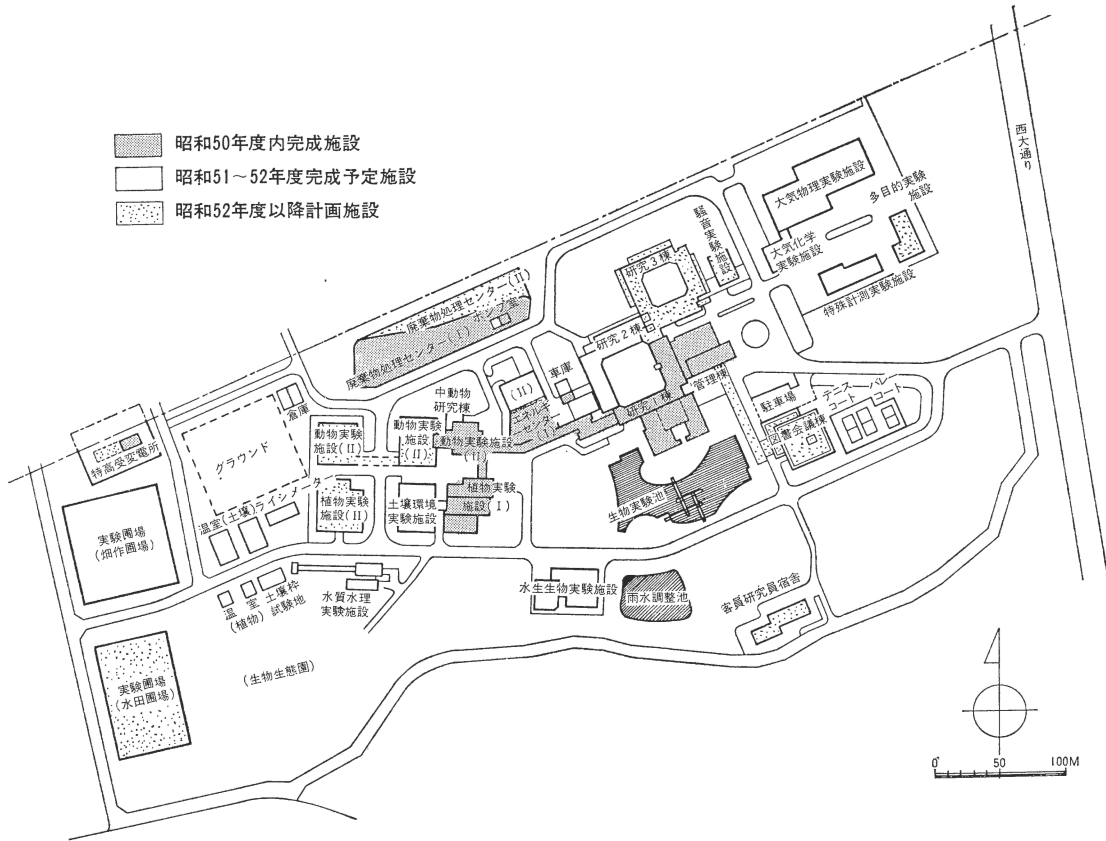 昭和50年度内完成施設
昭和51～52年度完成予定施設
昭和52年度以降計画施設
西大通り
大気物理実験施設
多目的実験
施設
大気化学
実験施設
特殊計測実験施設
騒音実験施設
研究3棟
廃棄物処理センター(II)
ポンプ室
廃棄物処理センター(I)
研究2棟
車庫
(II)
エネルギー
センター
(I)
管理棟
研究1棟
駐車場
テニス
コート
バレー
コート
図書会議棟
中動物
研究棟
倉庫
動物実験
施設(II)
動物実験
施設
(II)
動物実験施設
グラウンド
特高受変電所
植物実験
施設(I)
植物実験
施設(II)
土壌環境
実験施設
生物実験池
温室(土壌)
ライシメーター
実験圃場
(畑作圃場)
温室
(植物)
土壌枠
試験地
水質水理
実験施設
水生生物実験施設
雨水調整池
客員研究員宿舎
実験圃場
(水田圃場)
(生物生態園)
0
50
100M